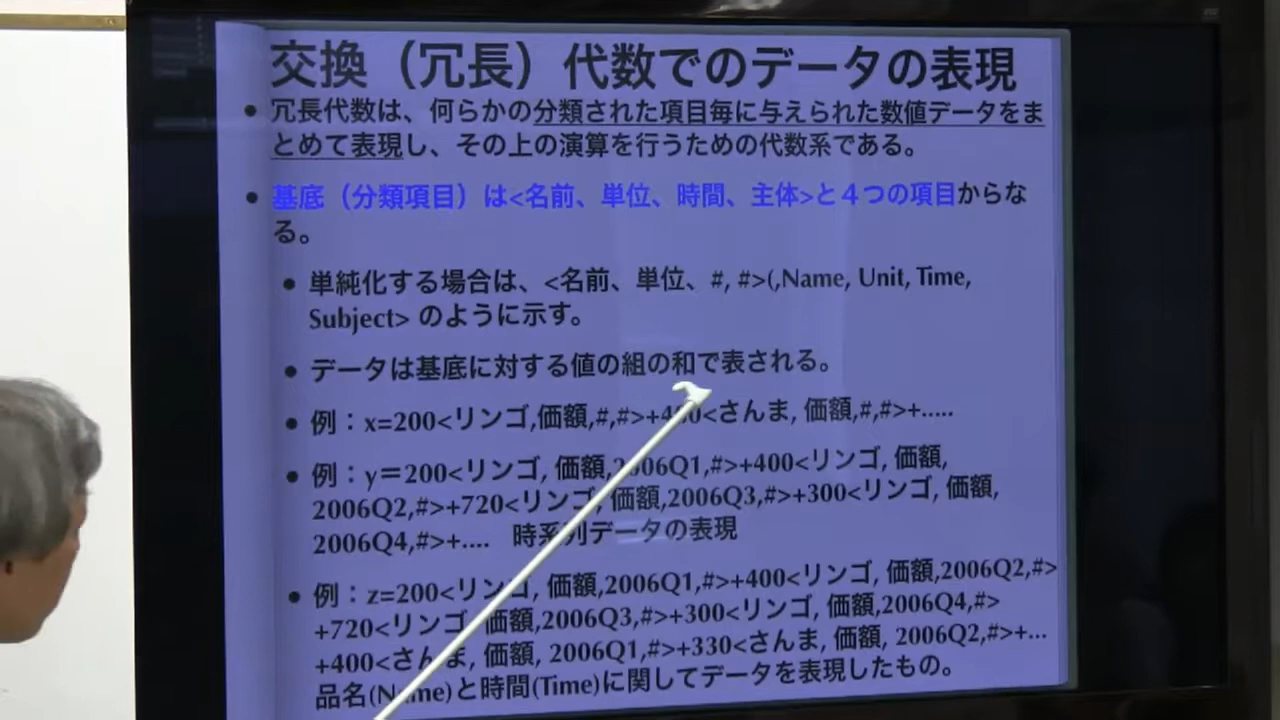 交換（冗長）代数でのデータの表現
• 冗長代数は、何らかの分類された項目毎に与えられた数値データをま
とめて表現し、その上の演算を行うための代数系である。
• 基底（分類項目）は<名前、単位、時間、主体>と４つの項目からな
る。
• 単純化する場合は、<名前、単位、#, #>(,Name, Unit, Time,
Subject> のように示す。
• データは基底に対する値の組の和で表される。
• 例：x=200<リンゴ,価額,#,#>+400<さんま, 価額,#,#>+.....
• 例：y＝200<リンゴ, 価額,2006Q1,#>+400<リンゴ, 価額,
2006Q2,#>+720<リンゴ, 価額,2006Q3,#>+300<リンゴ, 価額,
2006Q4,#>+.... 時系列データの表現
• 例：z=200<リンゴ, 価額,2006Q1,#>+400<リンゴ, 価額,2006Q2,#>
+720<リンゴ, 価額,2006Q3,#>+300<リンゴ, 価額,2006Q4,#>
+400<さんま, 価額, 2006Q1,#>+330<さんま, 価額, 2006Q2,#>+...
品名(Name)と時間(Time)に関してデータを表現したもの。